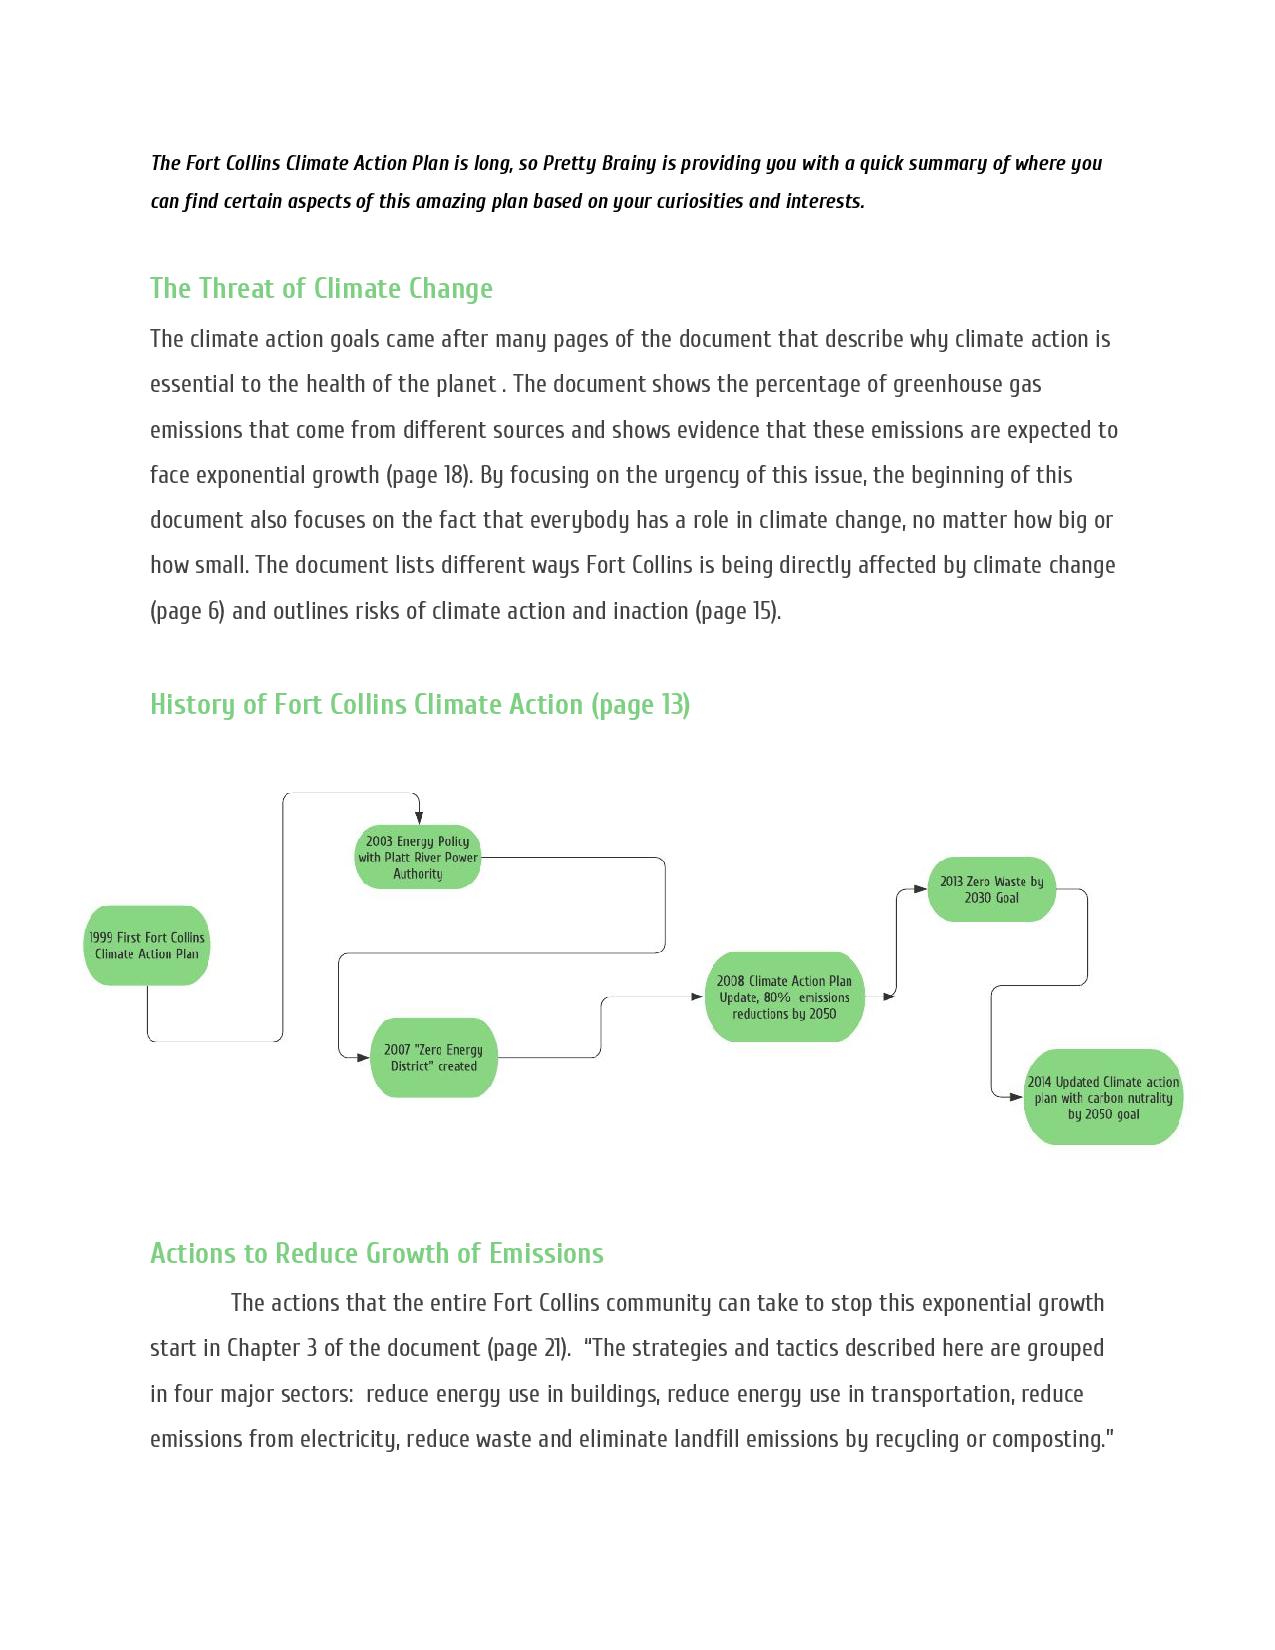 The Fort Collins Climate Action Plan is long, so Pretty Brainy is providing you with a quick summary of where you
can find certain aspects of this amazing plan based on your curiosities and interests.
The Threat of Climate Change
The climate action goals came after many pages of the document that describe why climate action is
essential to the health of the planet . The document shows the percentage of greenhouse gas
emissions that come from different sources and shows evidence that these emissions are expected to
face exponential growth (page 18). By focusing on the urgency of this issue, the beginning of this
document also focuses on the fact that everybody has a role in climate change, no matter how big or
how small. The document lists different ways Fort Collins is being directly affected by climate change
(page 6) and outlines risks of climate action and inaction (page 15).
History of Fort Collins Climate Action (page 13)
1999 First Fort Collins
Climate Action Plan
2003 Energy Policy
with Platt River Power
Authority
2007 "Zero Energy
District" created
2008 Climate Action Plan
Update, 80% emissions
reductions by 2050
2013 Zero Waste by
2030 Goal
2014 Updated Climate action
plan with carbon nutrality
by 2050 goal
Actions to Reduce Growth of Emissions
The actions that the entire Fort Collins community can take to stop this exponential growth
start in Chapter 3 of the document (page 21).  “The strategies and tactics described here are grouped
in four major sectors:  reduce energy use in buildings, reduce energy use in transportation, reduce
emissions from electricity, reduce waste and eliminate landfill emissions by recycling or composting.”